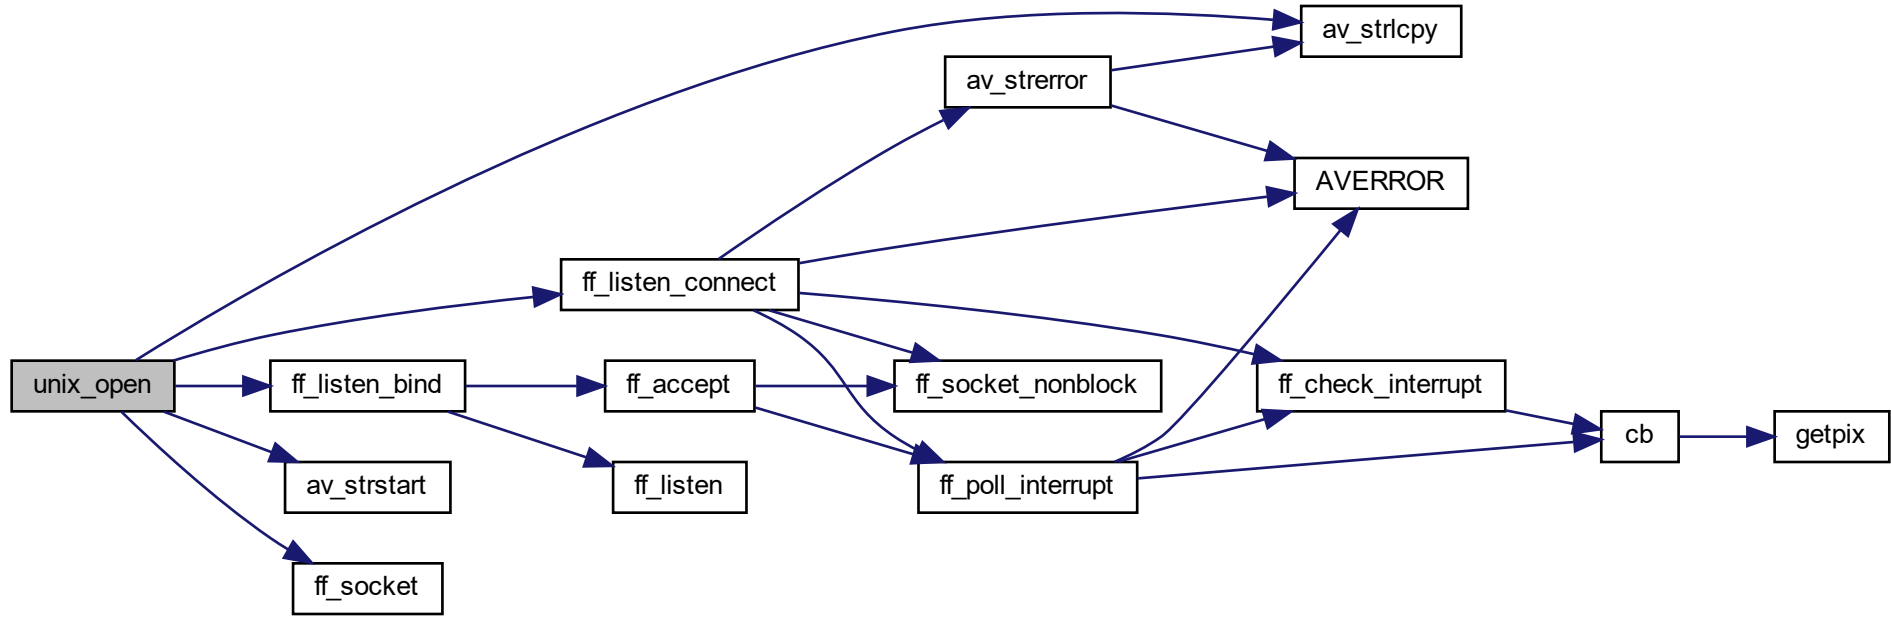 av_strlcpy
av_strerror
AVERROR
ff_listen_connect
unix_open
ff_listen_bind
ff_accept
ff_socket_nonblock
ff_check_interrupt
cb
getpix
av_strstart
ff_listen
ff_poll_interrupt
ff_socket